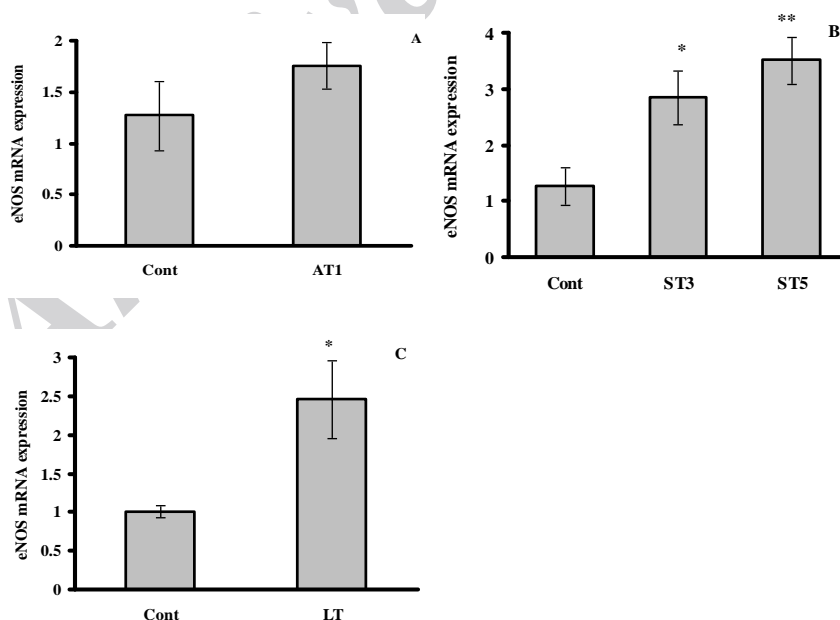 A
eNOS mRNA expression
2
1.5
1
0.5
0
Cont AT1
B
eNOS mRNA expression
4
3
2
1
0
*
**
Cont ST3 ST5
C
eNOS mRNA expression
3
2.5
2
1.5
1
0.5
0
*
Cont LT